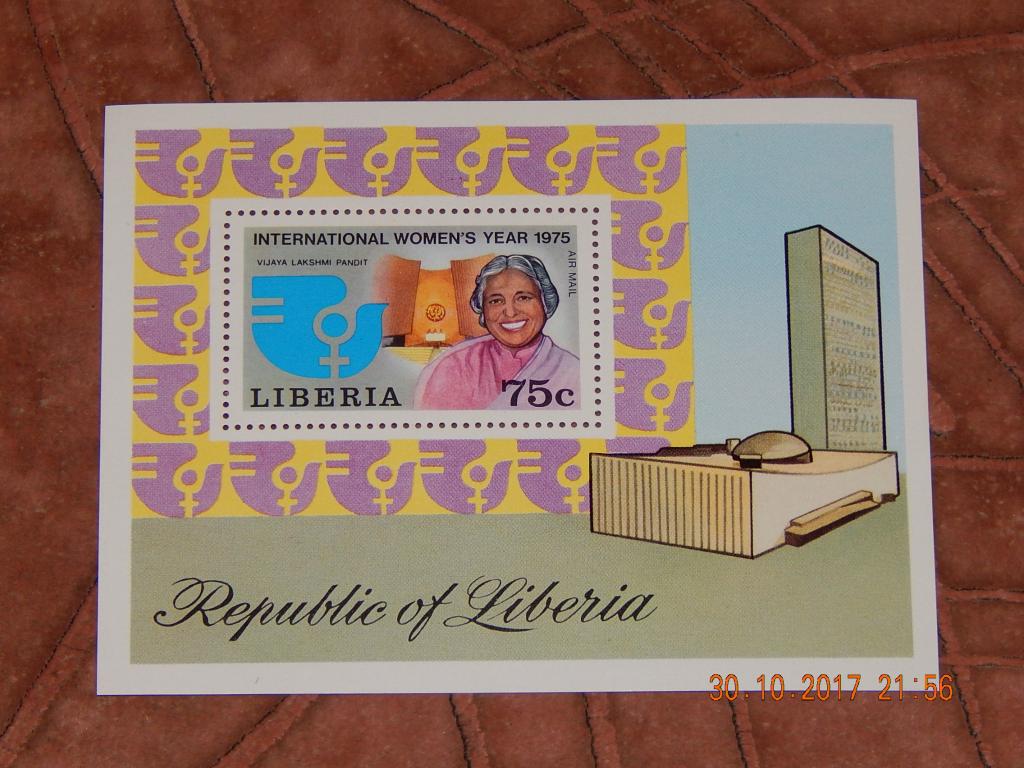 INTERNATIONAL WOMEN'S YEAR 1975
VIJAYA LAKSHMI PANDIT
AIR MAIL
LIBERIA 75c
Republic of Liberia
30.10.2017 21:56